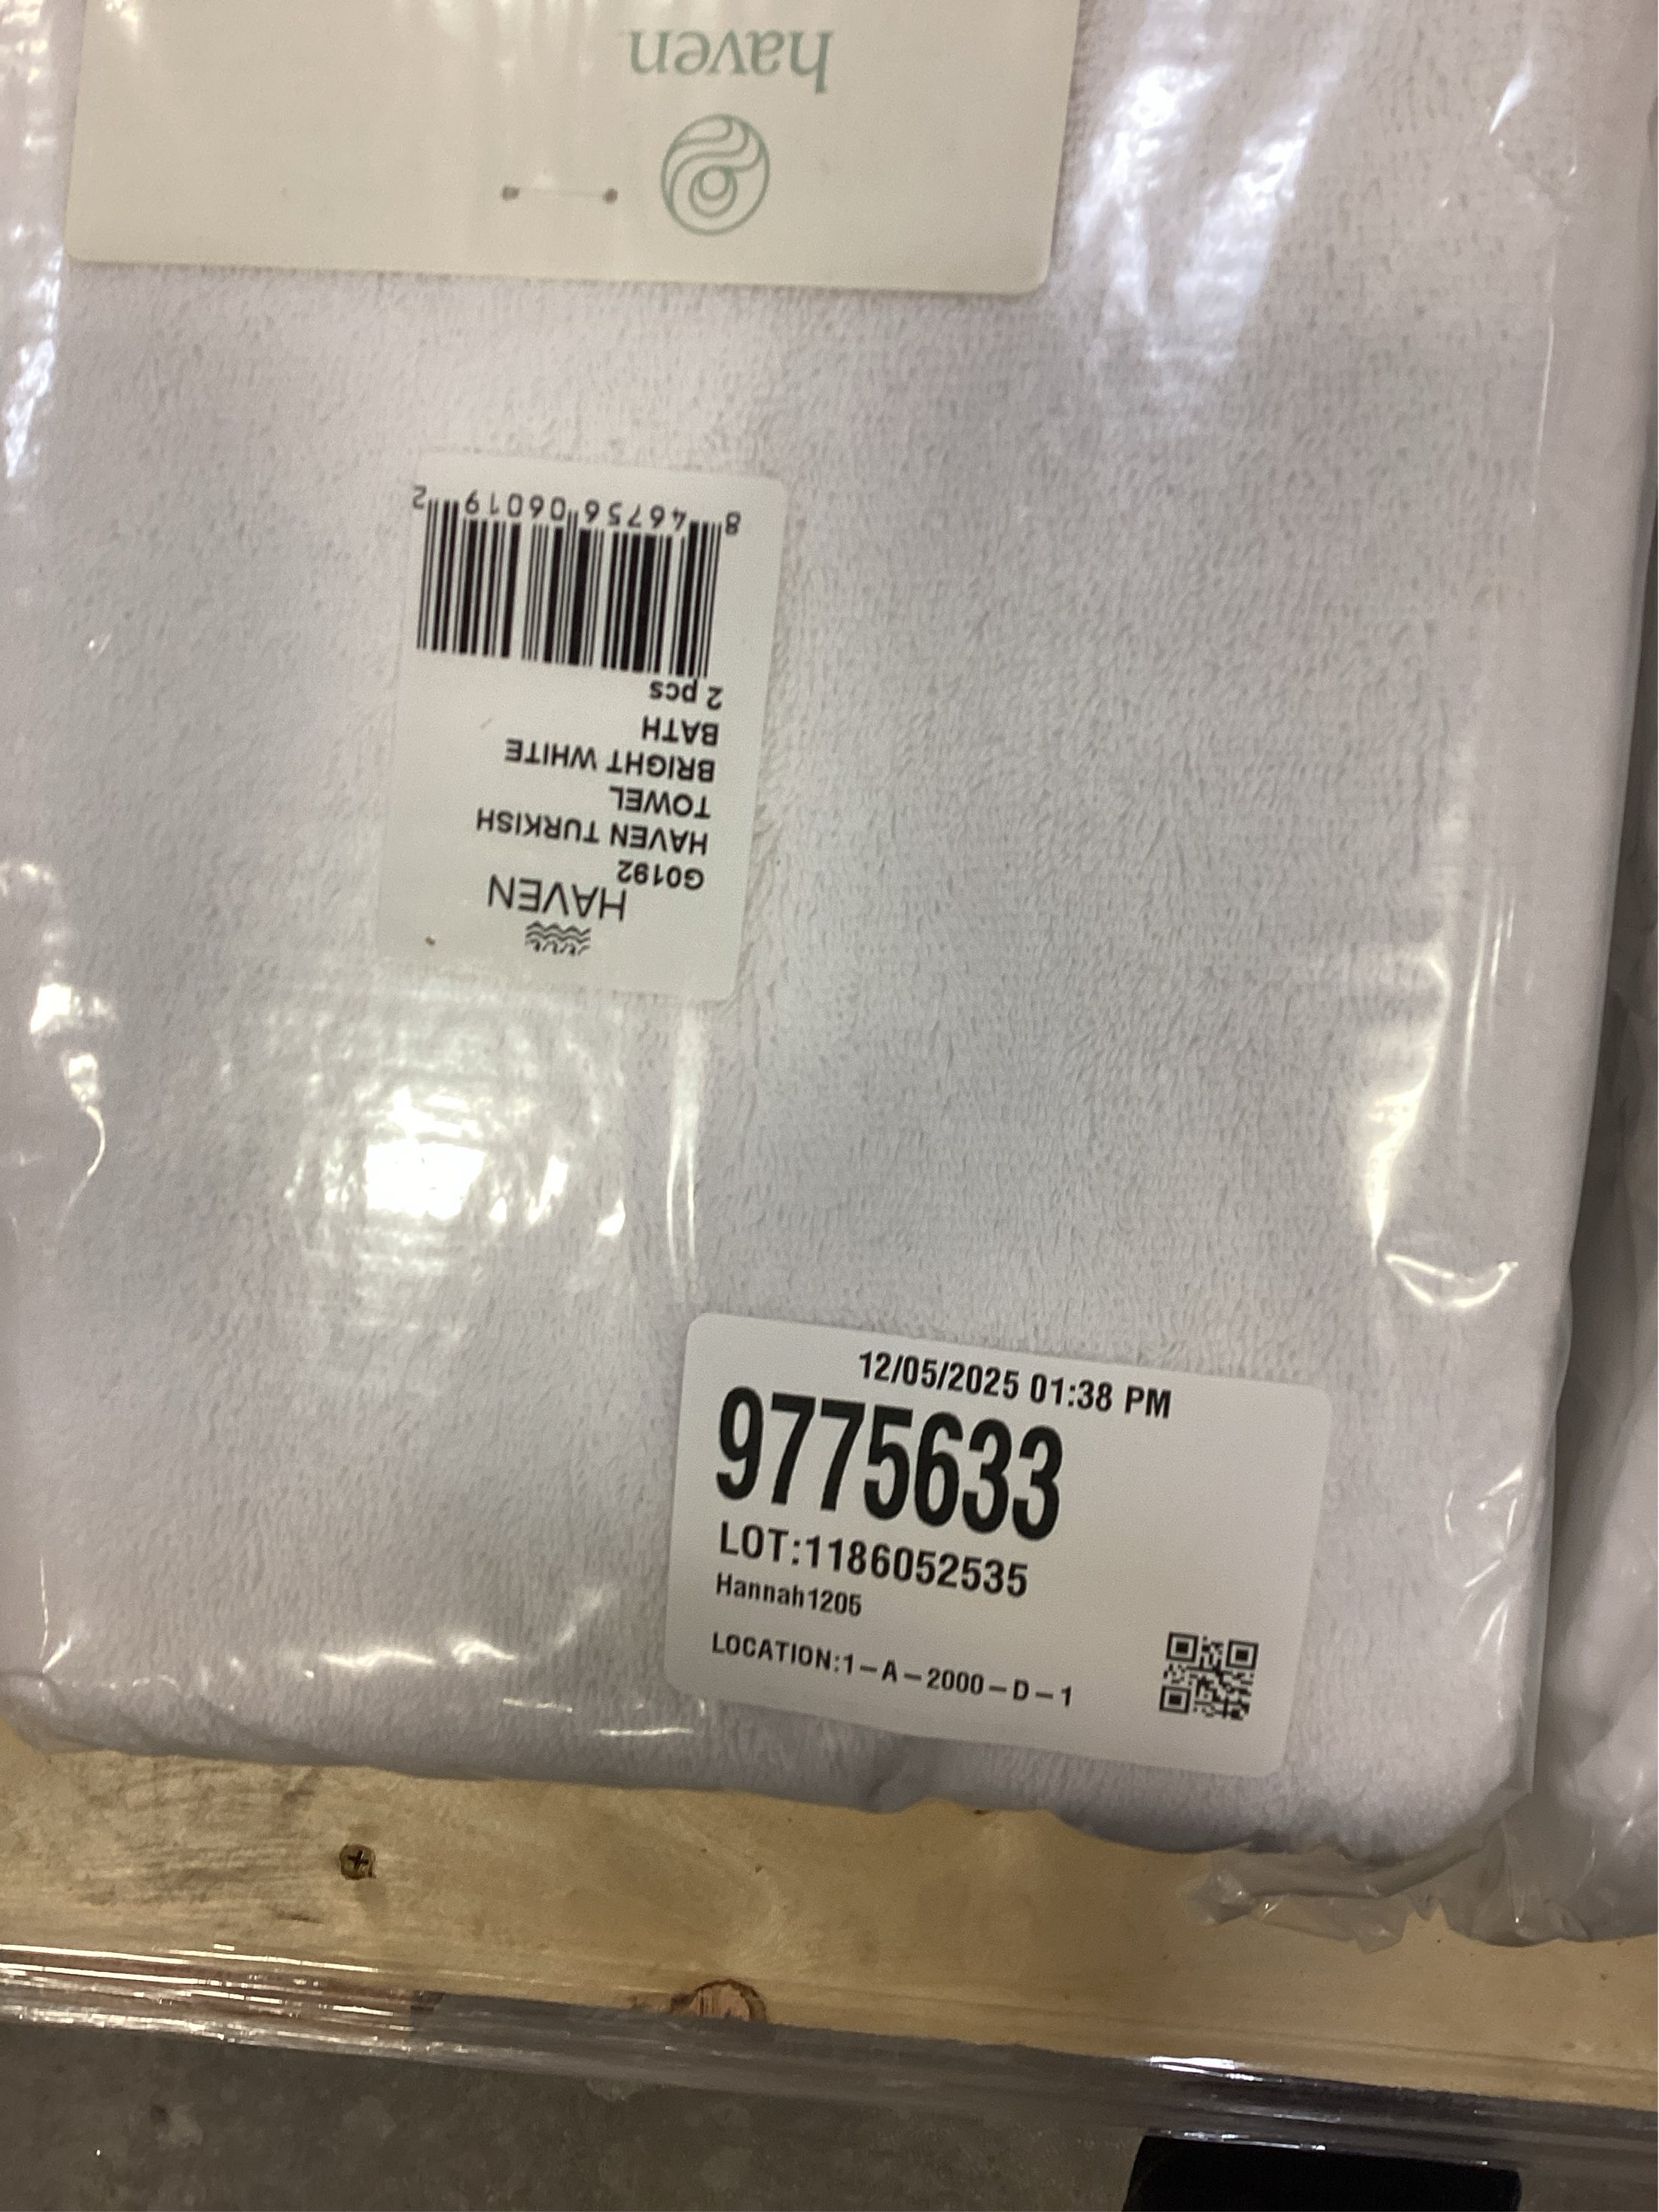 haven
HAVEN
G0192
HAVEN TURKISH
TOWEL
BRIGHT WHITE
BATH
2 pcs
8 46756 06019 2
12/05/2025 01:38 PM
9775633
LOT:1186052535
Hannah1205
LOCATION:1-A-2000-D-1